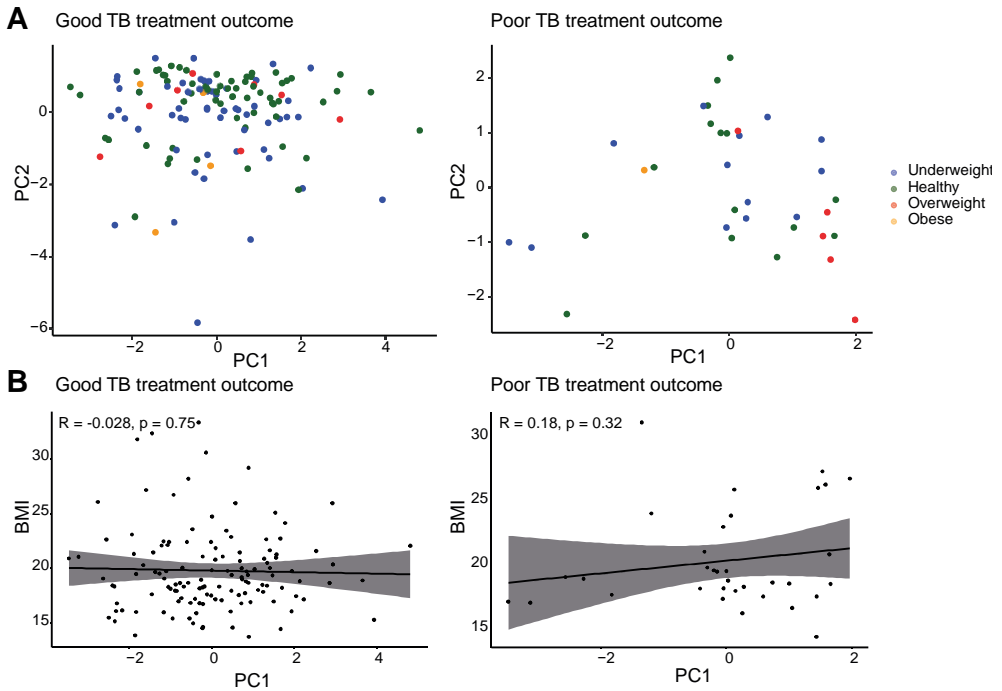 A
Good TB treatment outcome
Poor TB treatment outcome
PC2
0
−2
−4
−6
−2
0
2
4
PC1
PC2
2
1
0
−1
−2
−2
0
2
PC1
Underweight
Healthy
Overweight
Obese
B
Good TB treatment outcome
Poor TB treatment outcome
R = -0.028, p = 0.75
BMI
30
25
20
15
−2
0
2
4
PC1
R = 0.18, p = 0.32
BMI
30
25
20
15
−2
0
2
PC1